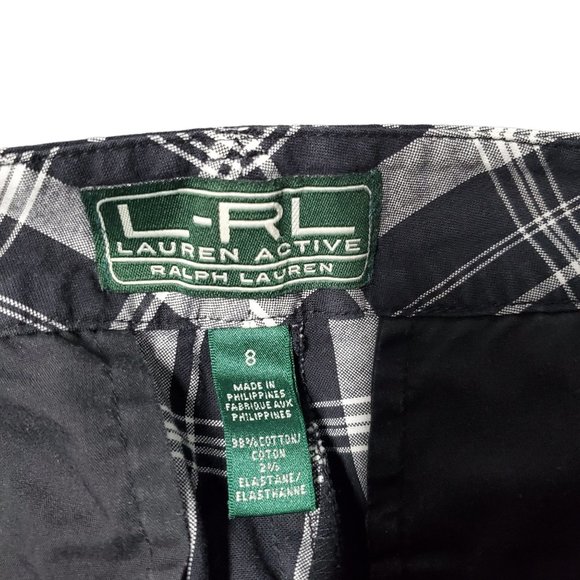 L-RL
LAUREN ACTIVE
RALPH LAUREN
8
MADE IN
PHILIPPINES
FABRIQUE AUX
PHILIPPINES
98% COTTON/
COTON
2%
ELASTANE/
ELASTHANNE